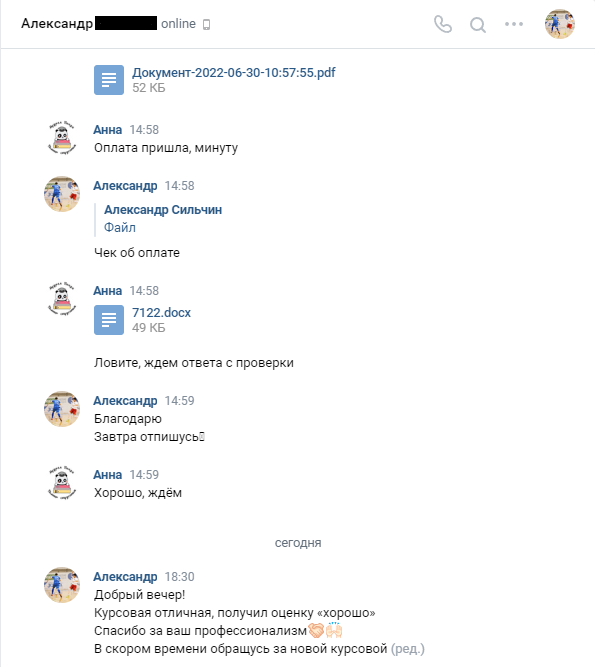 Александр online
Документ-2022-06-30-10:57:55.pdf
52 КБ
Анна 14:58
Оплата пришла, минуту
Александр 14:58
Александр Сильчин
Файл
Чек об оплате
Анна 14:58
7122.docx
49 КБ
Ловите, ждем ответа с проверки
Александр 14:59
Благодарю
Завтра отпишусь
Анна 14:59
Хорошо, ждём
сегодня
Александр 18:30
Добрый вечер!
Курсовая отличная, получил оценку «хорошо»
Спасибо за ваш профессионализм🤝🙌
В скором времени обращусь за новой курсовой (ред.)